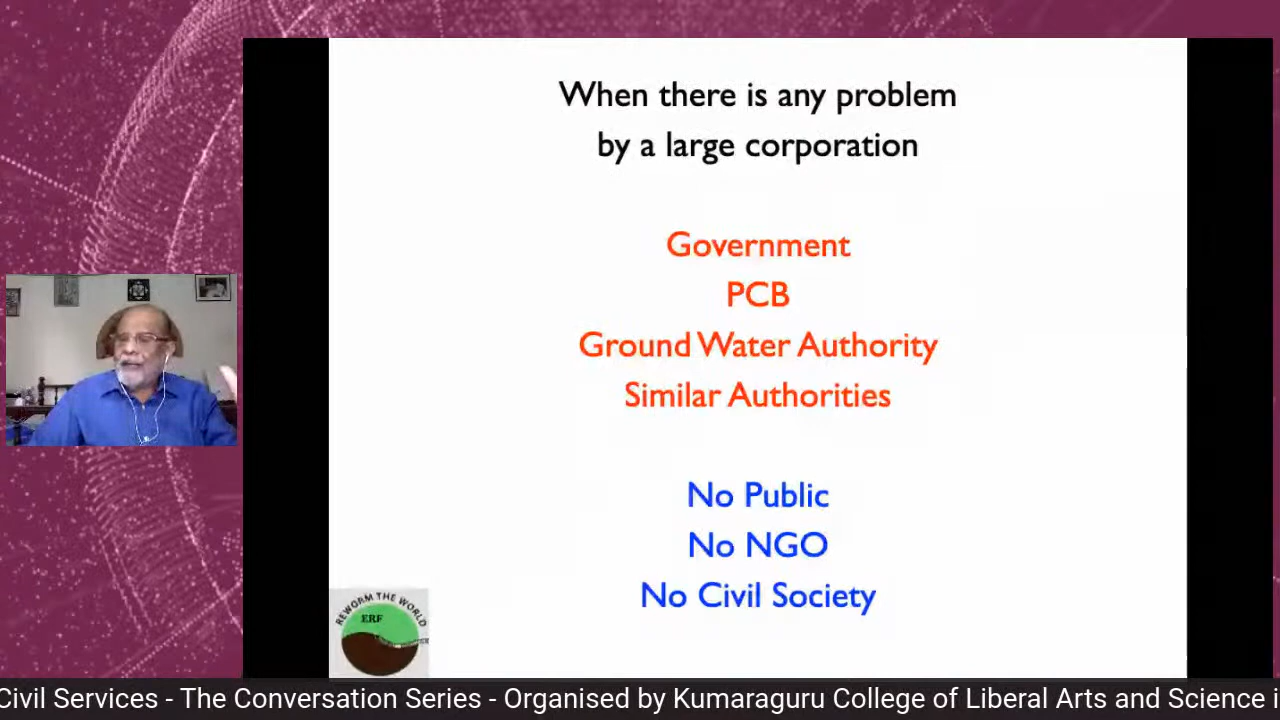 When there is any problem
by a large corporation
Government
PCB
Ground Water Authority
Similar Authorities
No Public
No NGO
No Civil Society
REWORM THE WORLD
ERF
Civil Services - The Conversation Series - Organised by Kumaraguru College of Liberal Arts and Science i